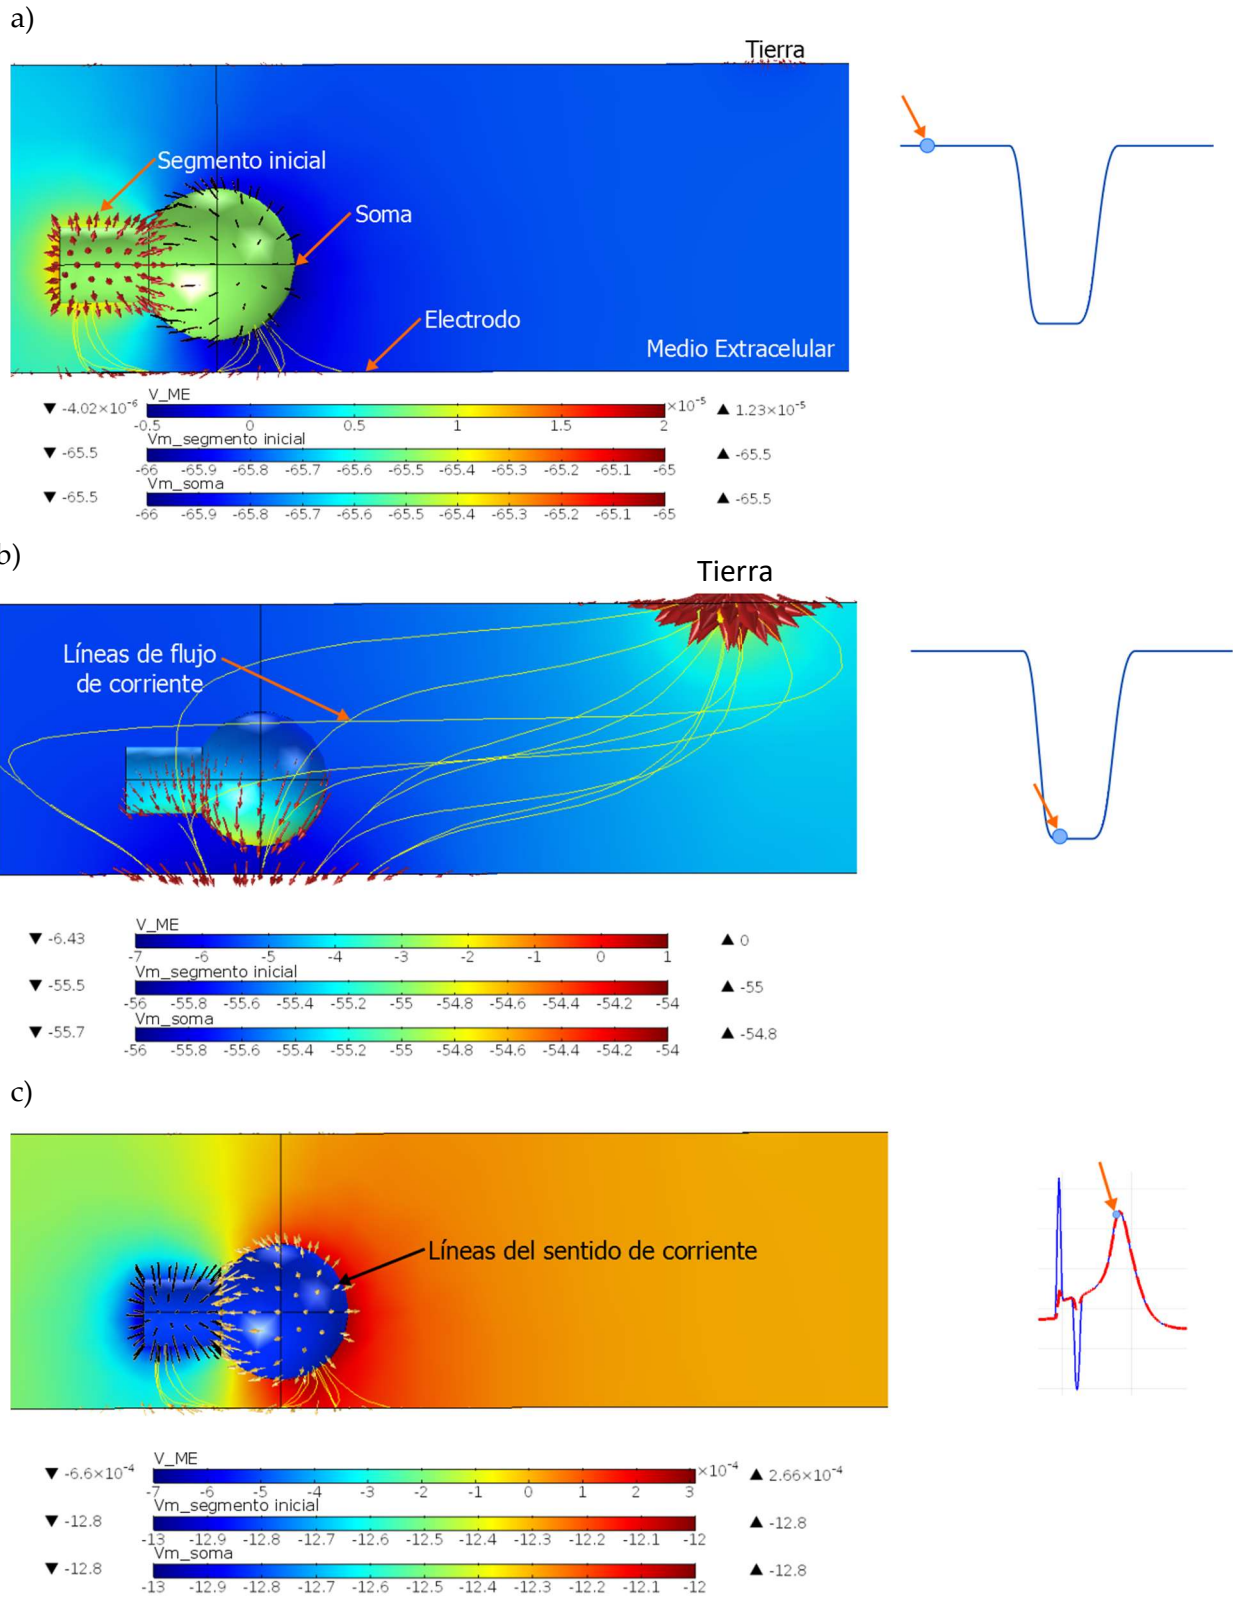 a)
Tierra
Segmento inicial
Soma
Electrodo
Medio Extracelular
V_ME
▼ -4.02×10⁻⁶
-0.5 0 0.5 1 1.5 2
×10⁻⁵
▲ 1.23×10⁻⁵
Vm_segmento inicial
▼ -65.5
-66 -65.9 -65.8 -65.7 -65.6 -65.5 -65.4 -65.3 -65.2 -65.1 -65
▲ -65.5
Vm_soma
▼ -65.5
-66 -65.9 -65.8 -65.7 -65.6 -65.5 -65.4 -65.3 -65.2 -65.1 -65
▲ -65.5
b)
Tierra
Líneas de flujo
de corriente
V_ME
▼ -6.43
-7 -6 -5 -4 -3 -2 -1 0 1
▲ 0
Vm_segmento inicial
▼ -55.5
-56 -55.8 -55.6 -55.4 -55.2 -55 -54.8 -54.6 -54.4 -54.2 -54
▲ -55
Vm_soma
▼ -55.7
-56 -55.8 -55.6 -55.4 -55.2 -55 -54.8 -54.6 -54.4 -54.2 -54
▲ -54.8
c)
Líneas del sentido de corriente
V_ME
▼ -6.6×10⁻⁴
-7 -6 -5 -4 -3 -2 -1 0 1 2 3
×10⁻⁴
▲ 2.66×10⁻⁴
Vm_segmento inicial
▼ -12.8
-13 -12.9 -12.8 -12.7 -12.6 -12.5 -12.4 -12.3 -12.2 -12.1 -12
▲ -12.8
Vm_soma
▼ -12.8
-13 -12.9 -12.8 -12.7 -12.6 -12.5 -12.4 -12.3 -12.2 -12.1 -12
▲ -12.8